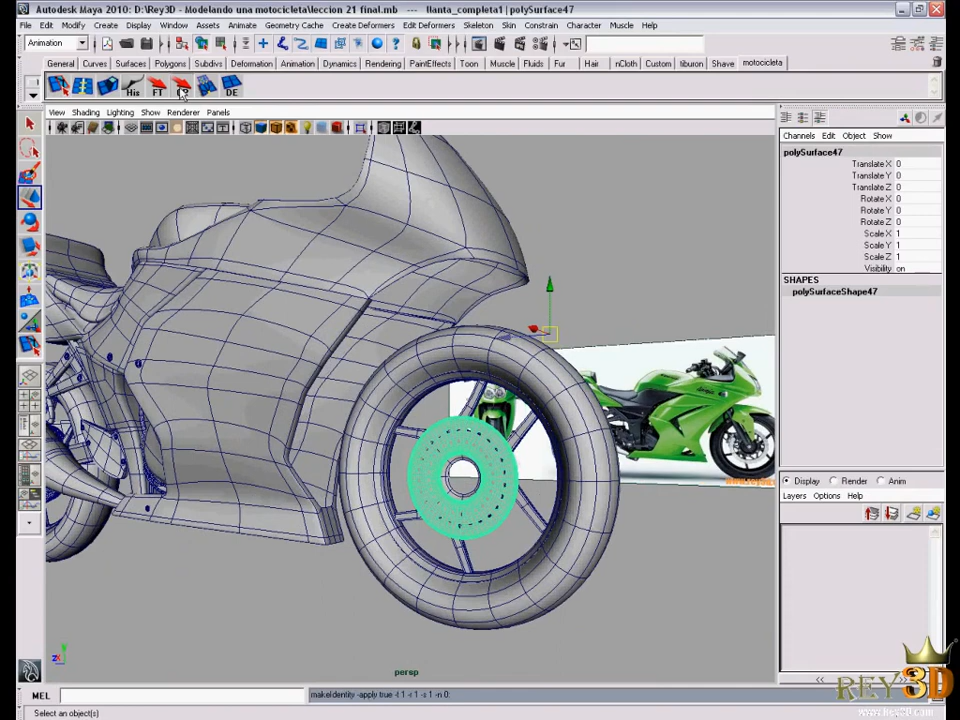 Autodesk Maya 2010: D:\Rey3D - Modelando una motocicleta\leccion 21 final.mb --- llanta_completa1 | polySurface47
File Edit Modify Create Display Window Assets Animate Geometry Cache Create Deformers Edit Deformers Skeleton Skin Constrain Character Muscle Help
Animation
General Curves Surfaces Polygons Subdivs Deformation Animation Dynamics Rendering PaintEffects Toon Muscle Fluids Fur Hair nCloth Custom tiburon Shave motocicleta
His FT DE
View Shading Lighting Show Renderer Panels
Channels Edit Object Show
polySurface47
Translate X 0
Translate Y 0
Translate Z 0
Rotate X 0
Rotate Y 0
Rotate Z 0
Scale X 1
Scale Y 1
Scale Z 1
Visibility on
SHAPES
polySurfaceShape47
Display Render Anim
Layers Options Help
persp
MEL
makeIdentity -apply true -t 1 -r 1 -s 1 -n 0;
Select an object(s)
REY3D